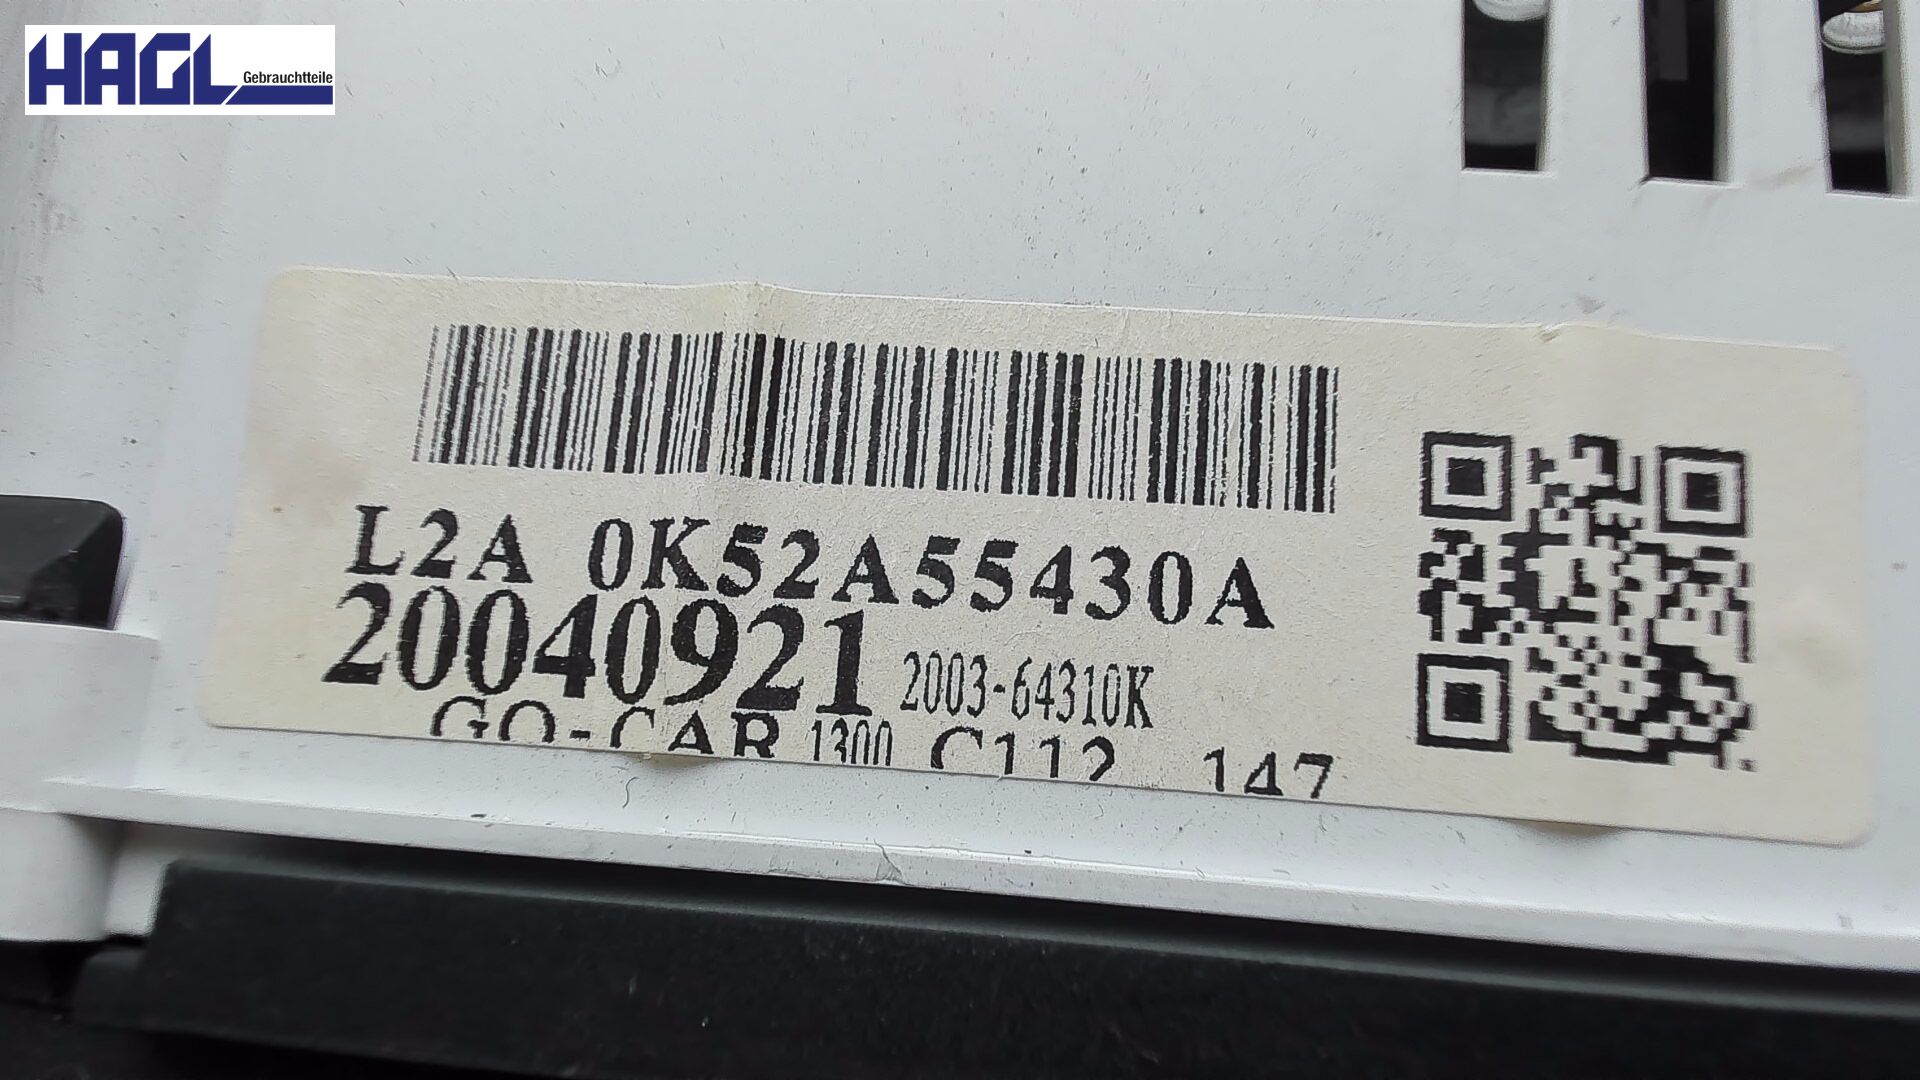 HAGL
Gebrauchtteile
L2A 0K52A55430A
20040921 2003-64310K
GO-CAR 1300 C112 147